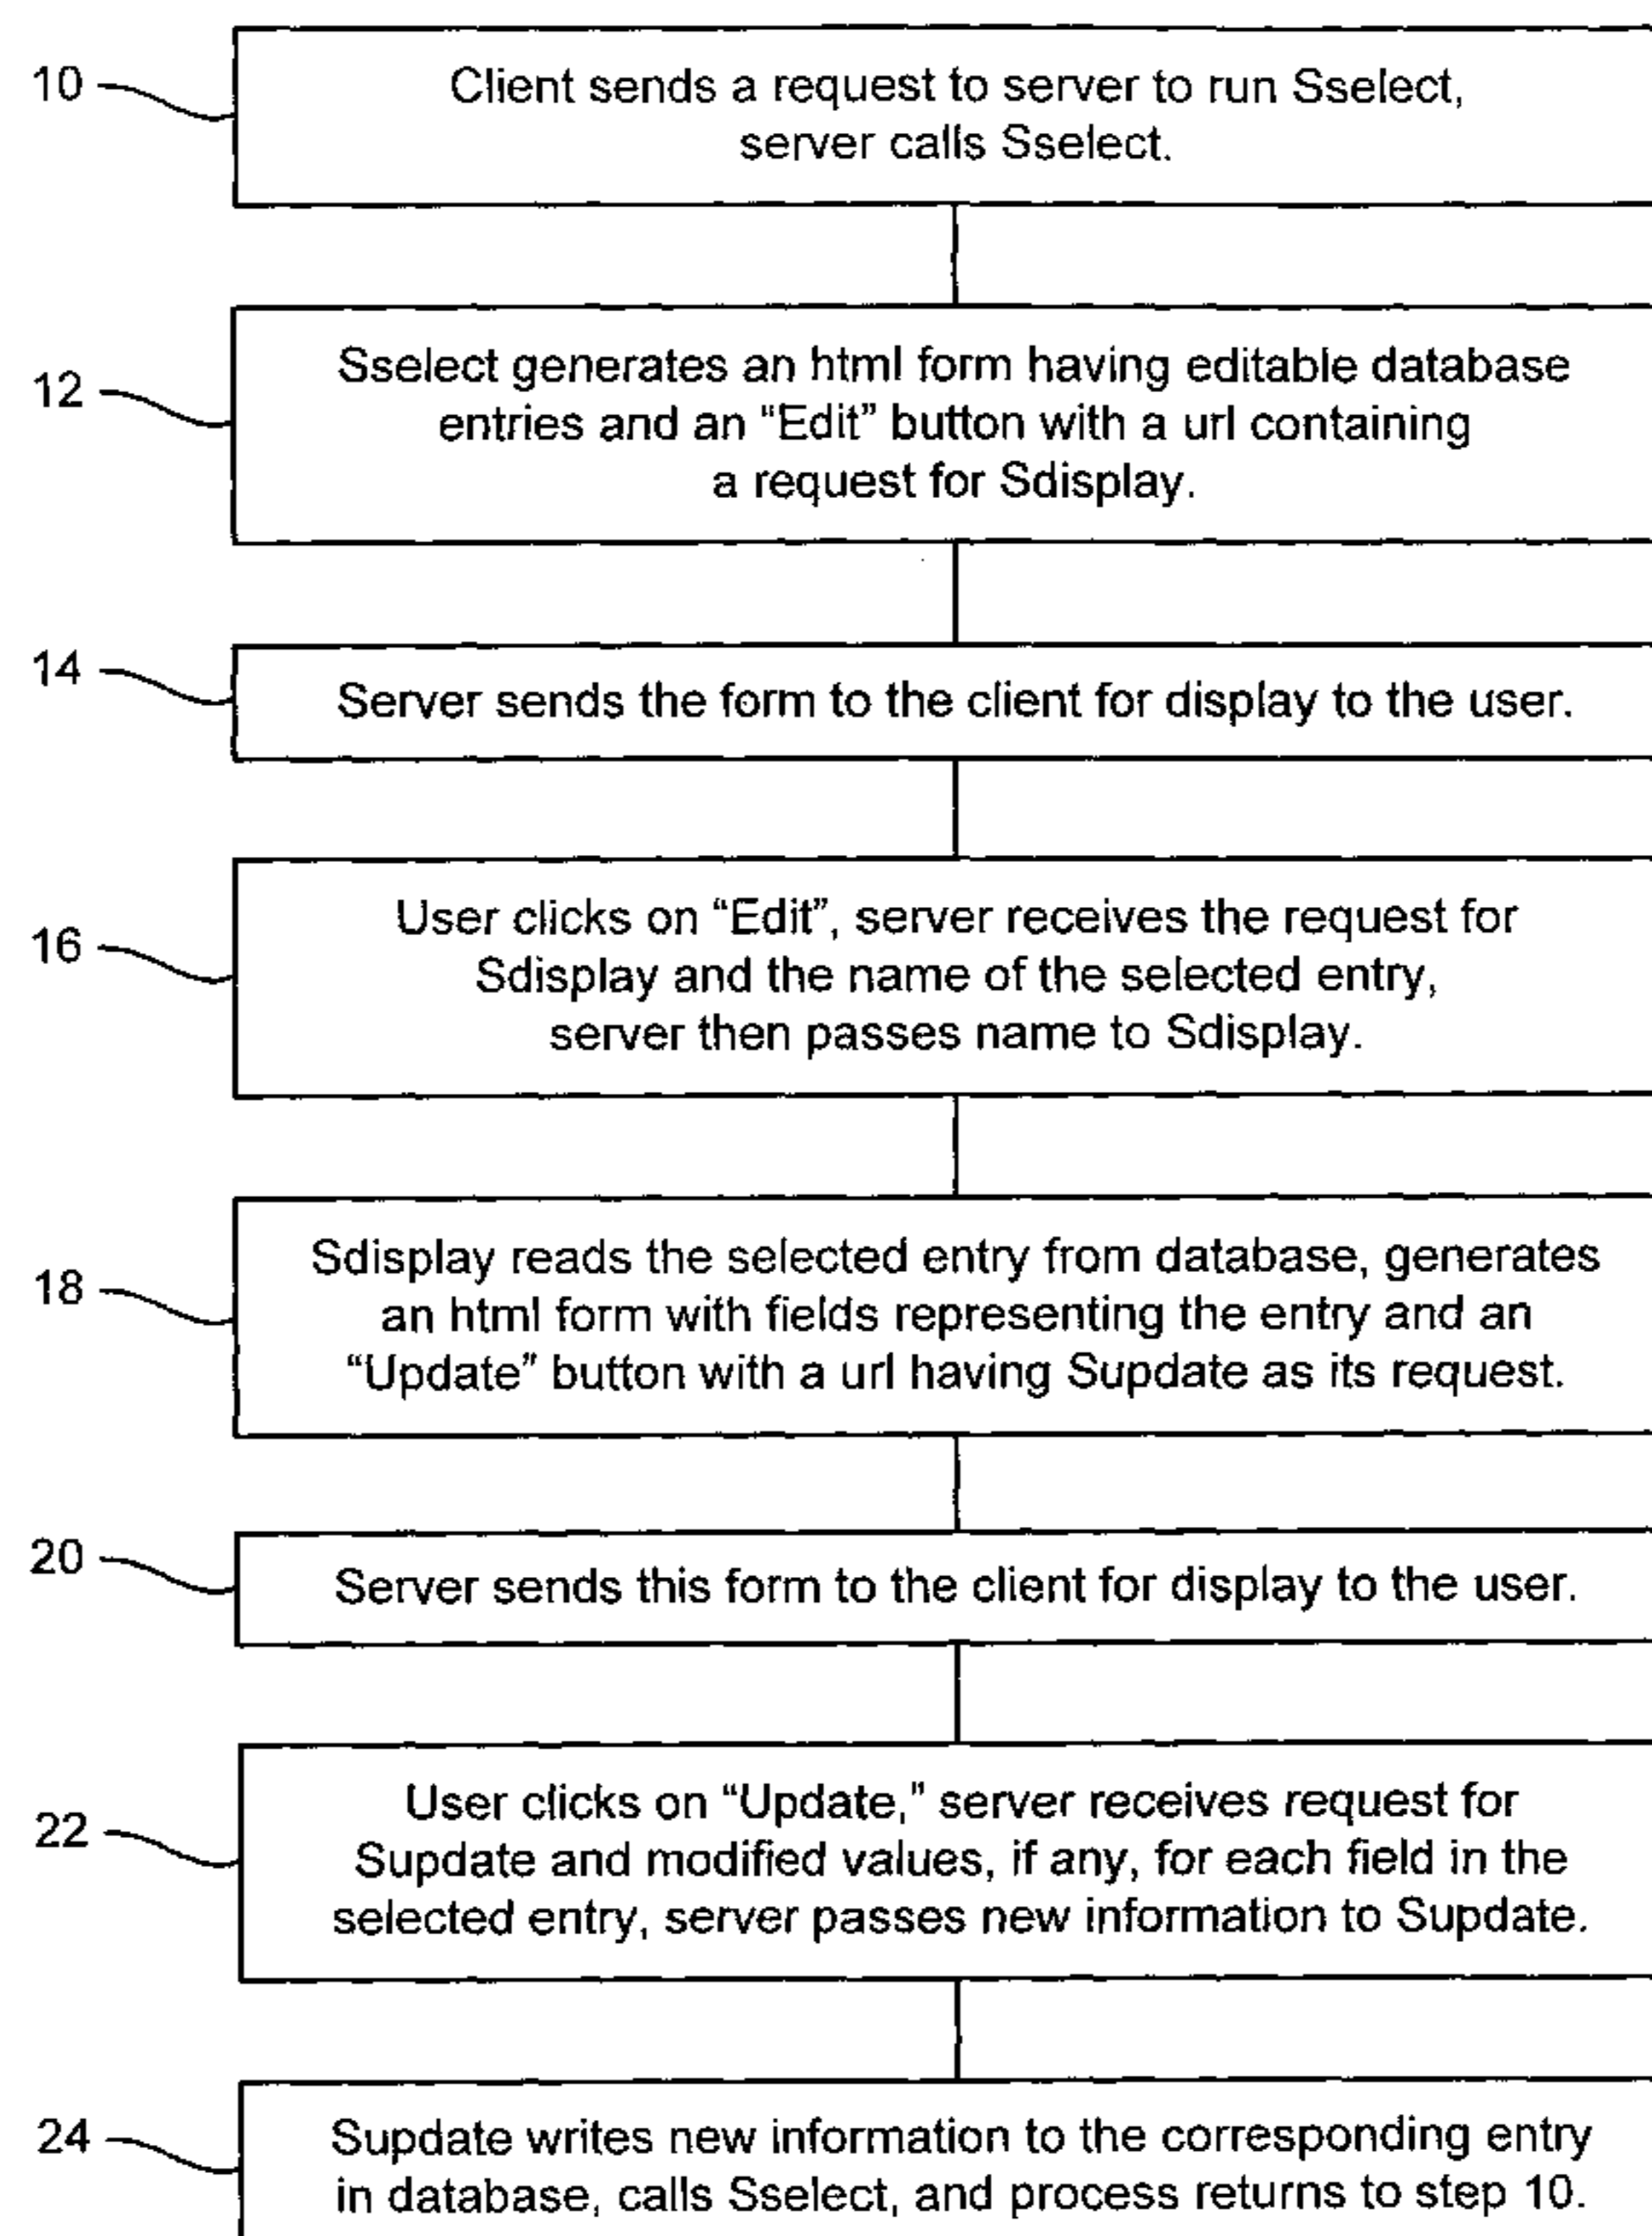 10
Client sends a request to server to run Sselect,
server calls Sselect.
12
Sselect generates an html form having editable database
entries and an “Edit” button with a url containing
a request for Sdisplay.
14
Server sends the form to the client for display to the user.
16
User clicks on “Edit”, server receives the request for
Sdisplay and the name of the selected entry,
server then passes name to Sdisplay.
18
Sdisplay reads the selected entry from database, generates
an html form with fields representing the entry and an
“Update” button with a url having Supdate as its request.
20
Server sends this form to the client for display to the user.
22
User clicks on “Update,” server receives request for
Supdate and modified values, if any, for each field in the
selected entry, server passes new information to Supdate.
24
Supdate writes new information to the corresponding entry
in database, calls Sselect, and process returns to step 10.